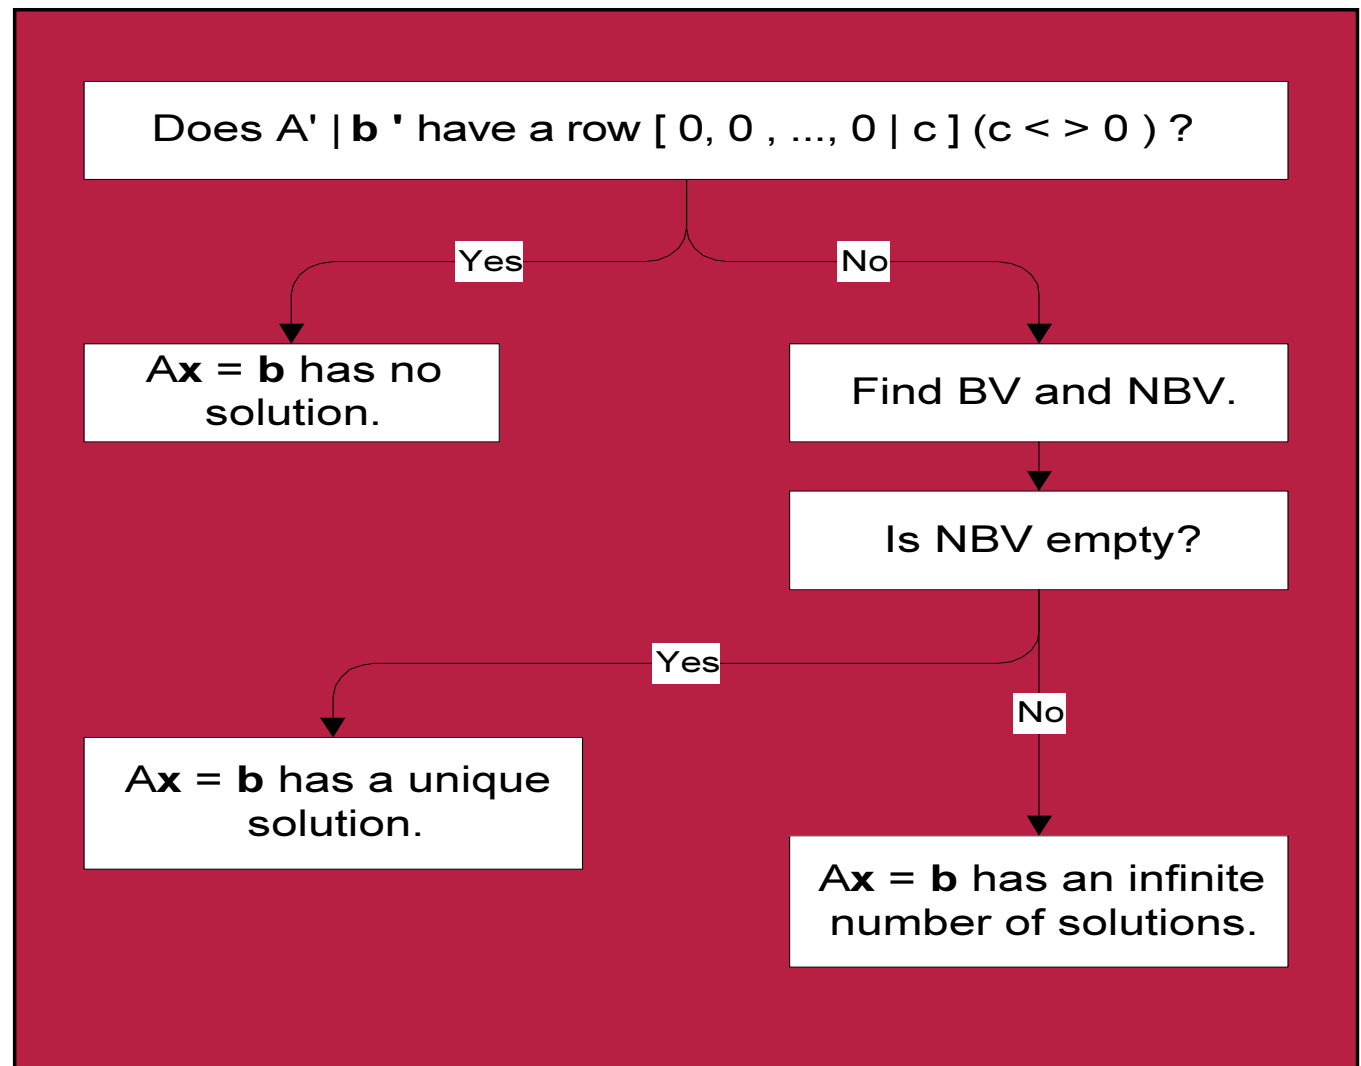 Does A' | b ' have a row [ 0, 0 , ..., 0 | c ] (c < > 0 ) ?
Yes
No
Ax = b has no
solution.
Find BV and NBV.
Is NBV empty?
Yes
No
Ax = b has a unique
solution.
Ax = b has an infinite
number of solutions.